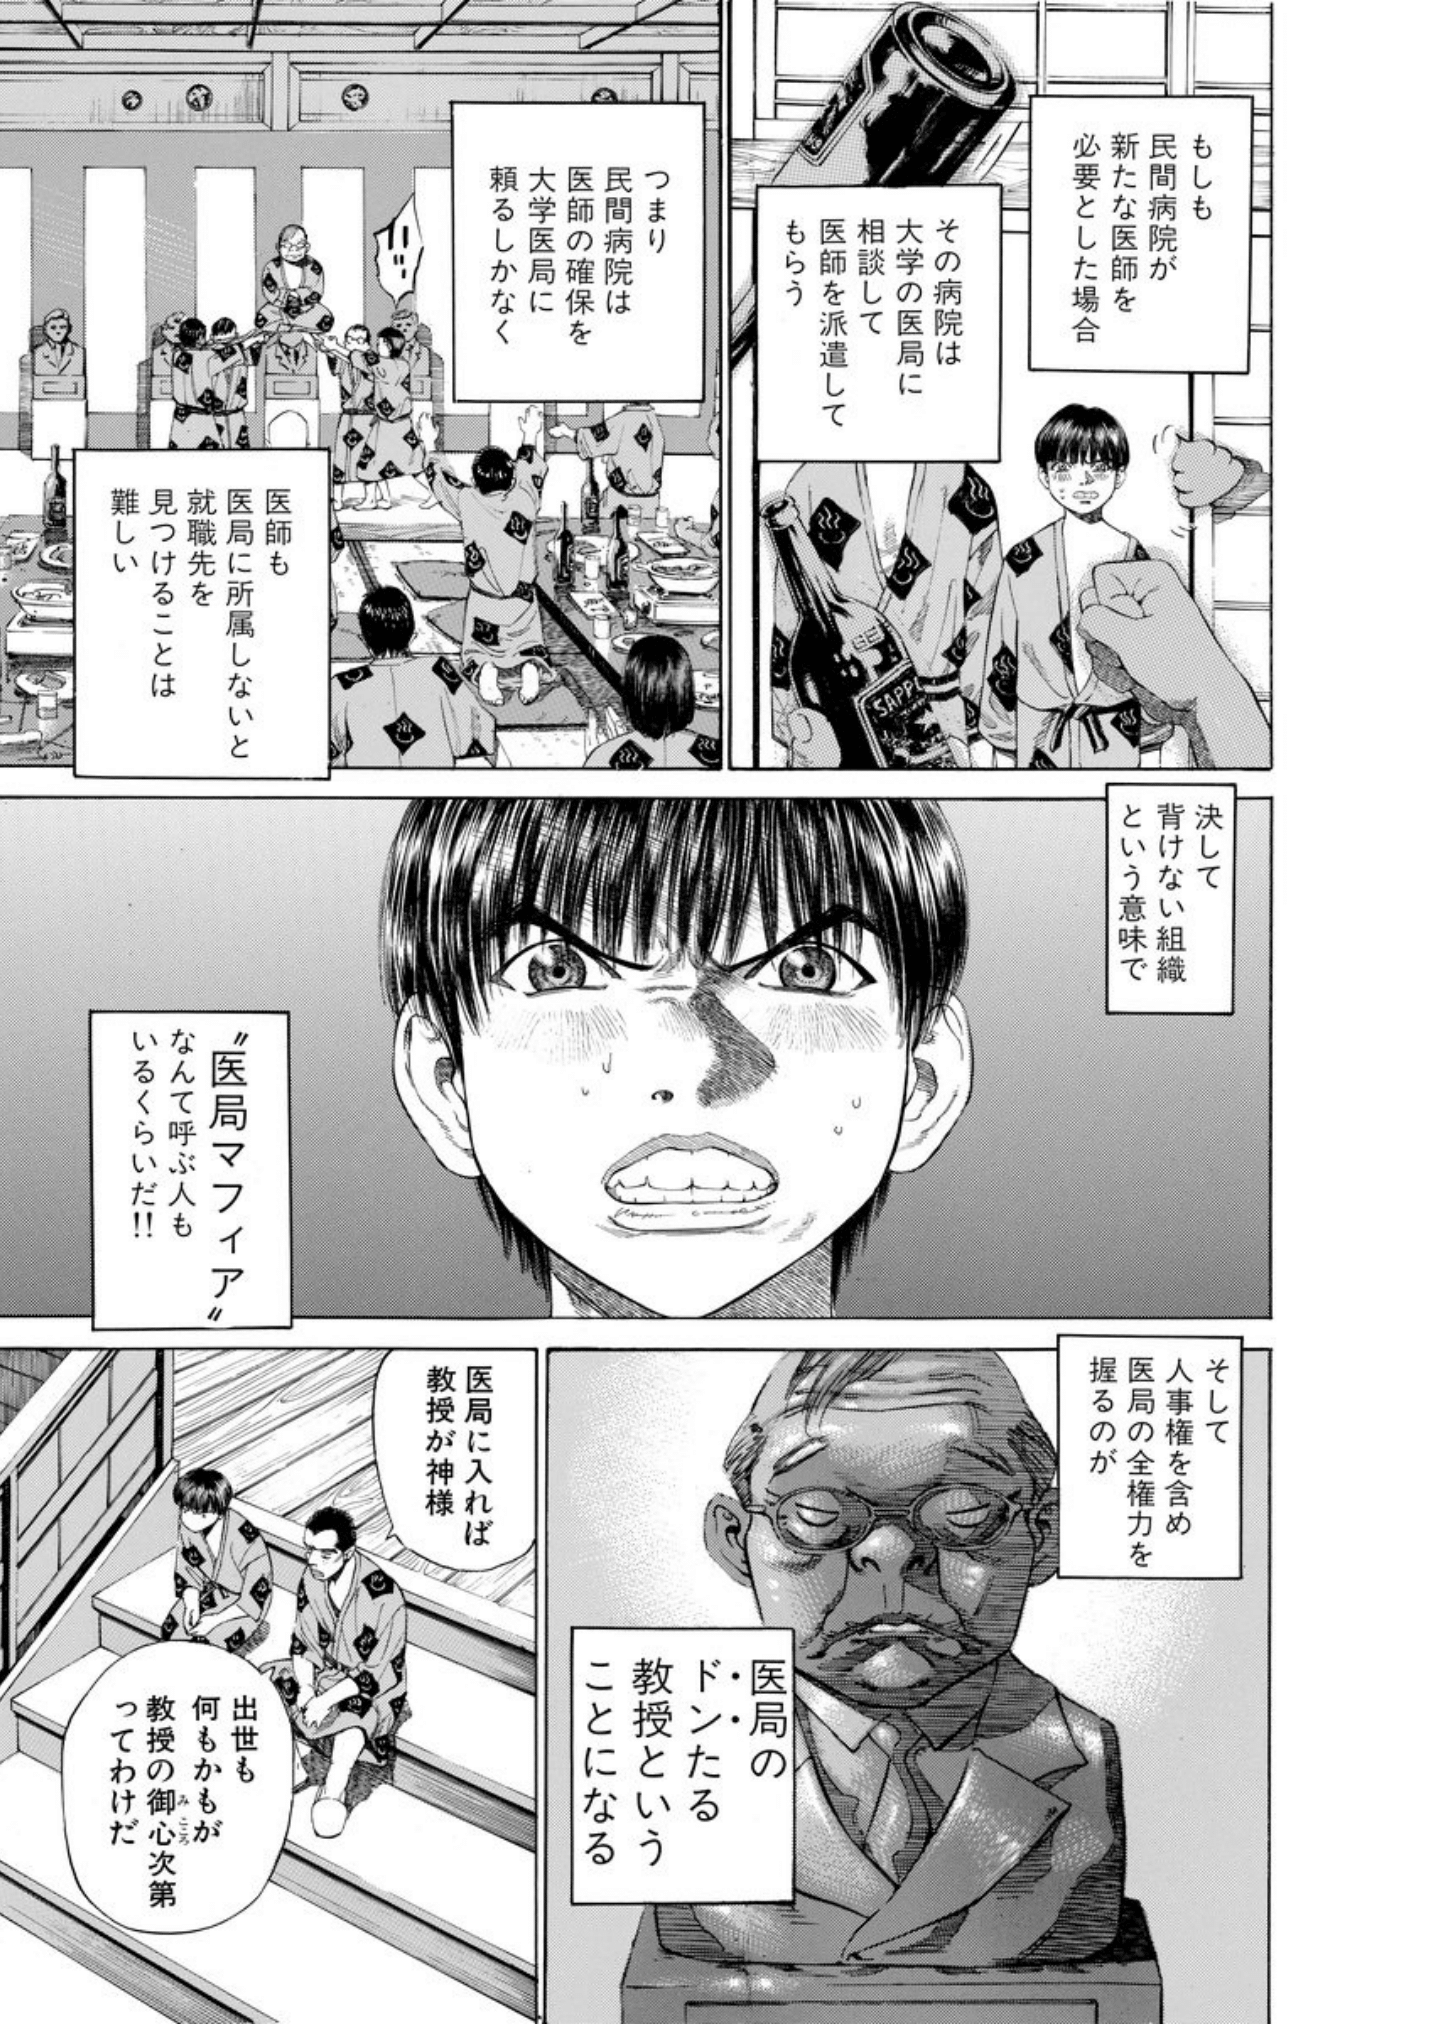 もしも
民間病院が
新たな医師を
必要とした場合
その病院は
大学の医局に
相談して
医師を派遣して
もらう
SAPP
つまり
民間病院は
医師の確保を
大学医局に
頼るしかなく
医師も
医局に所属しないと
就職先を
見つけることは
難しい
決して
背けない組織
という意味で
〝医局マフィア〟
なんて呼ぶ人も
いるくらいだ!!
そして
人事権を含め
医局の全権力を
握るのが
医局の
ドンたる
教授という
ことになる
医局に入れば
教授が神様
出世も
何もかもが
教授の御心次第
ってわけだ
みこころ